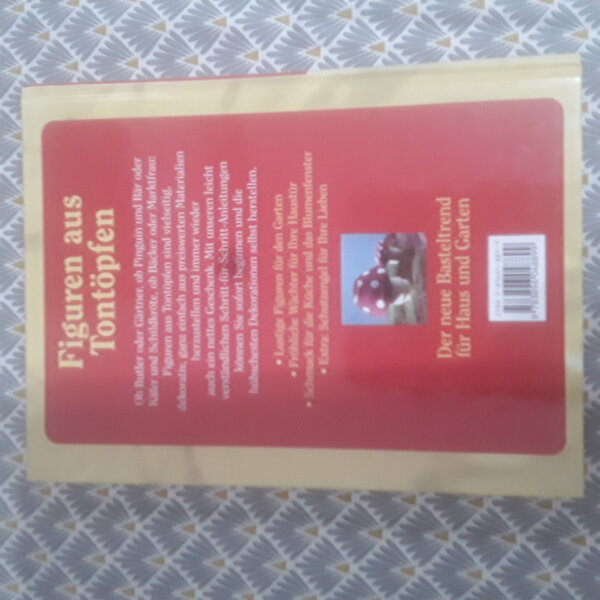 Figuren aus
Tontöpfen
Ob Butler oder Gärtner, ob Pinguin und Bär oder
Käfer und Schildkröte, ob Bäcker oder Marktfrau:
Figuren aus Tontöpfen sind vielseitig,
dekorativ, ganz einfach aus preiswerten Materialien
herzustellen und immer wieder
auch ein nettes Geschenk. Mit unseren leicht
verständlichen Schritt-für-Schritt-Anleitungen
können Sie sofort beginnen und die
hübschesten Dekorationen selbst herstellen.
• Lustige Figuren für den Garten
• Fröhliche Wächter für Ihre Haustür
• Schmuck für die Küche und das Blumenfenster
• Extra: Schutzengel für Ihre Lieben
Der neue Basteltrend
für Haus und Garten